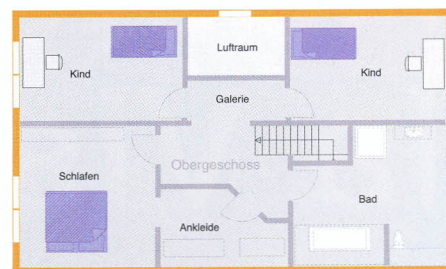 Luftraum
Kind
Kind
Galerie
Obergeschoss
Schlafen
Bad
Ankleide